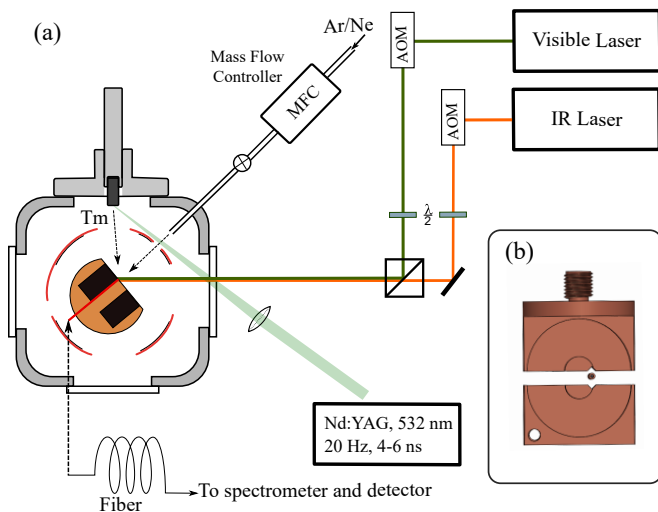 (a)
Ar/Ne
Mass Flow
Controller
MFC
AOM
Visible Laser
AOM
IR Laser
Tm
λ
2
(b)
Nd:YAG, 532 nm
20 Hz, 4-6 ns
To spectrometer and detector
Fiber